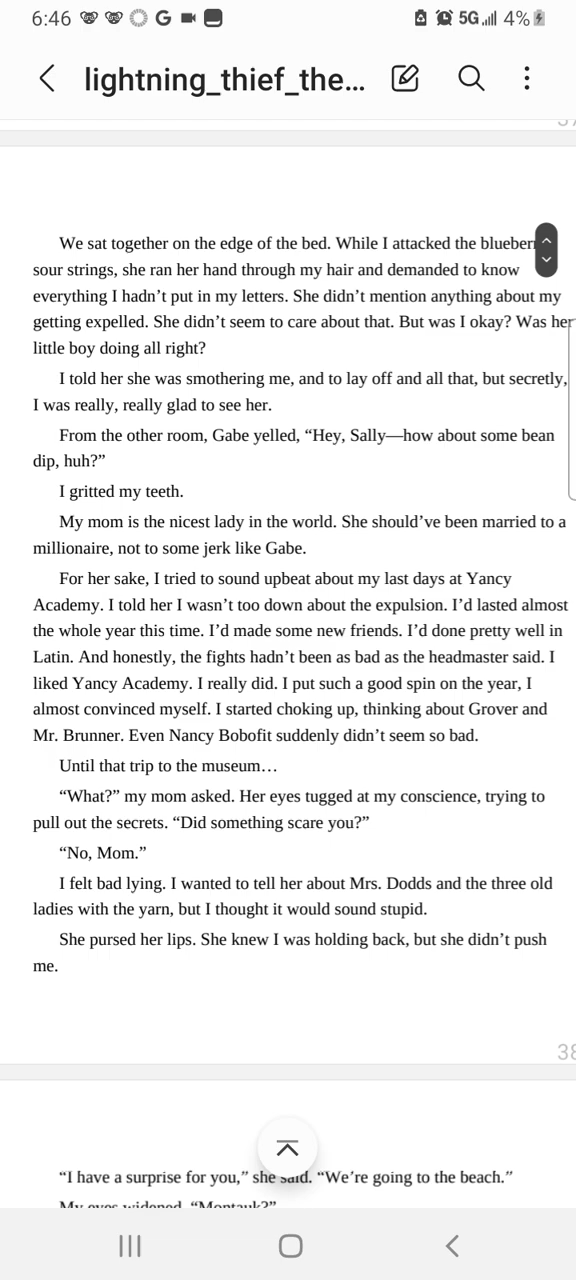 6:46 G 5G 4%
lightning_thief_the...
We sat together on the edge of the bed. While I attacked the
sour strings, she ran her hand through my hair and demanded to know
everything I hadn’t put in my letters. She didn’t mention anything about my
getting expelled. She didn’t seem to care about that. But was I okay? Was her
little boy doing all right?
I told her she was smothering me, and to lay off and all that, but secretly,
I was really, really glad to see her.
From the other room, Gabe yelled, “Hey, Sally—how about some bean
dip, huh?”
I gritted my teeth.
My mom is the nicest lady in the world. She should’ve been married to a
millionaire, not to some jerk like Gabe.
For her sake, I tried to sound upbeat about my last days at Yancy
Academy. I told her I wasn’t too down about the expulsion. I’d lasted almost
the whole year this time. I’d made some new friends. I’d done pretty well in
Latin. And honestly, the fights hadn’t been as bad as the headmaster said. I
liked Yancy Academy. I really did. I put such a good spin on the year, I
almost convinced myself. I started choking up, thinking about Grover and
Mr. Brunner. Even Nancy Bobofit suddenly didn’t seem so bad.
Until that trip to the museum…
“What?” my mom asked. Her eyes tugged at my conscience, trying to
pull out the secrets. “Did something scare you?”
“No, Mom.”
I felt bad lying. I wanted to tell her about Mrs. Dodds and the three old
ladies with the yarn, but I thought it would sound stupid.
She pursed her lips. She knew I was holding back, but she didn’t push
me.
38
“I have a surprise for you,” she said. “We’re going to the beach.”
My eyes widened. “Montauk?”